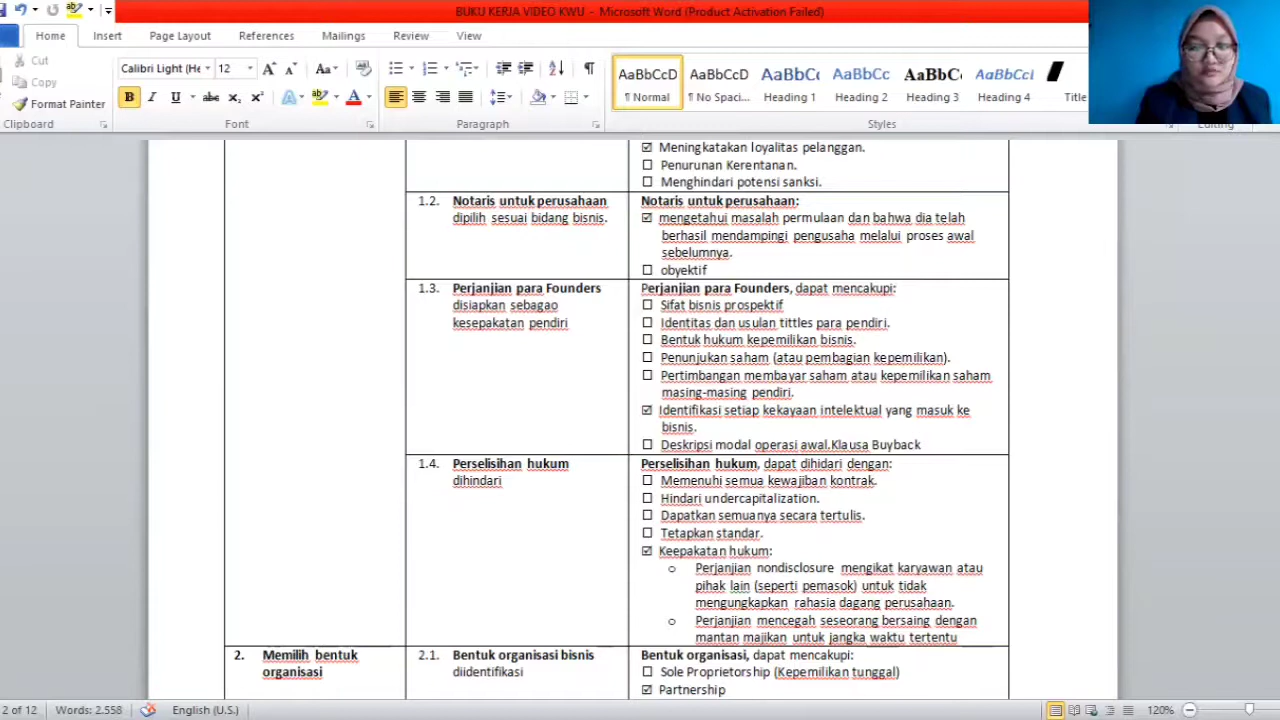 BUKU KERJA VIDEO KWU - Microsoft Word (Product Activation Failed)
Home Insert Page Layout References Mailings Review View
Cut
Copy
Format Painter
Calibri Light (He 12
AaBbCcD AaBbCcD AaBbCc AaBbCc AaBbC AaBbCcI
¶ Normal ¶ No Spaci... Heading 1 Heading 2 Heading 3 Heading 4 Title
Clipboard Font Paragraph Styles Editing
☑ Meningkatakan loyalitas pelanggan.
☐ Penurunan Kerentanan.
☐ Menghindari potensi sanksi.
1.2. Notaris untuk perusahaan
dipilih sesuai bidang bisnis.
Notaris untuk perusahaan:
☑ mengetahui masalah permulaan dan bahwa dia telah
berhasil mendampingi pengusaha melalui proses awal
sebelumnya.
☐ obyektif
1.3. Perjanjian para Founders
disiapkan sebagao
kesepakatan pendiri
Perjanjian para Founders, dapat mencakupi:
☐ Sifat bisnis prospektif
☐ Identitas dan usulan tittles para pendiri.
☐ Bentuk hukum kepemilikan bisnis.
☐ Penunjukan saham (atau pembagian kepemilikan).
☐ Pertimbangan membayar saham atau kepemilikan saham
masing-masing pendiri.
☑ Identifikasi setiap kekayaan intelektual yang masuk ke
bisnis.
☐ Deskripsi modal operasi awal.Klausa Buyback
1.4. Perselisihan hukum
dihindari
Perselisihan hukum, dapat dihidari dengan:
☐ Memenuhi semua kewajiban kontrak.
☐ Hindari undercapitalization.
☐ Dapatkan semuanya secara tertulis.
☐ Tetapkan standar.
☑ Keepakatan hukum:
o Perjanjian nondisclosure mengikat karyawan atau
pihak lain (seperti pemasok) untuk tidak
mengungkapkan rahasia dagang perusahaan.
o Perjanjian mencegah seseorang bersaing dengan
mantan majikan untuk jangka waktu tertentu
2. Memilih bentuk
organisasi
2.1. Bentuk organisasi bisnis
diidentifikasi
Bentuk organisasi, dapat mencakupi:
☐ Sole Proprietorship (Kepemilikan tunggal)
☑ Partnership
2 of 12 Words: 2.558 English (U.S.) 120%